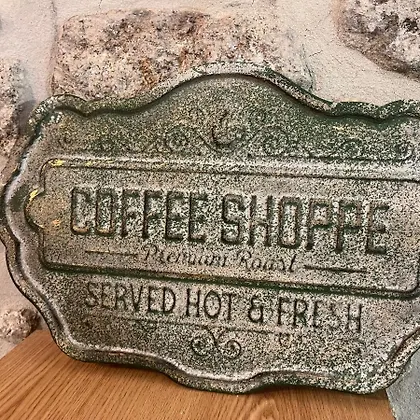 COFFEE SHOPPE
Premium Roast
SERVED HOT & FRESH